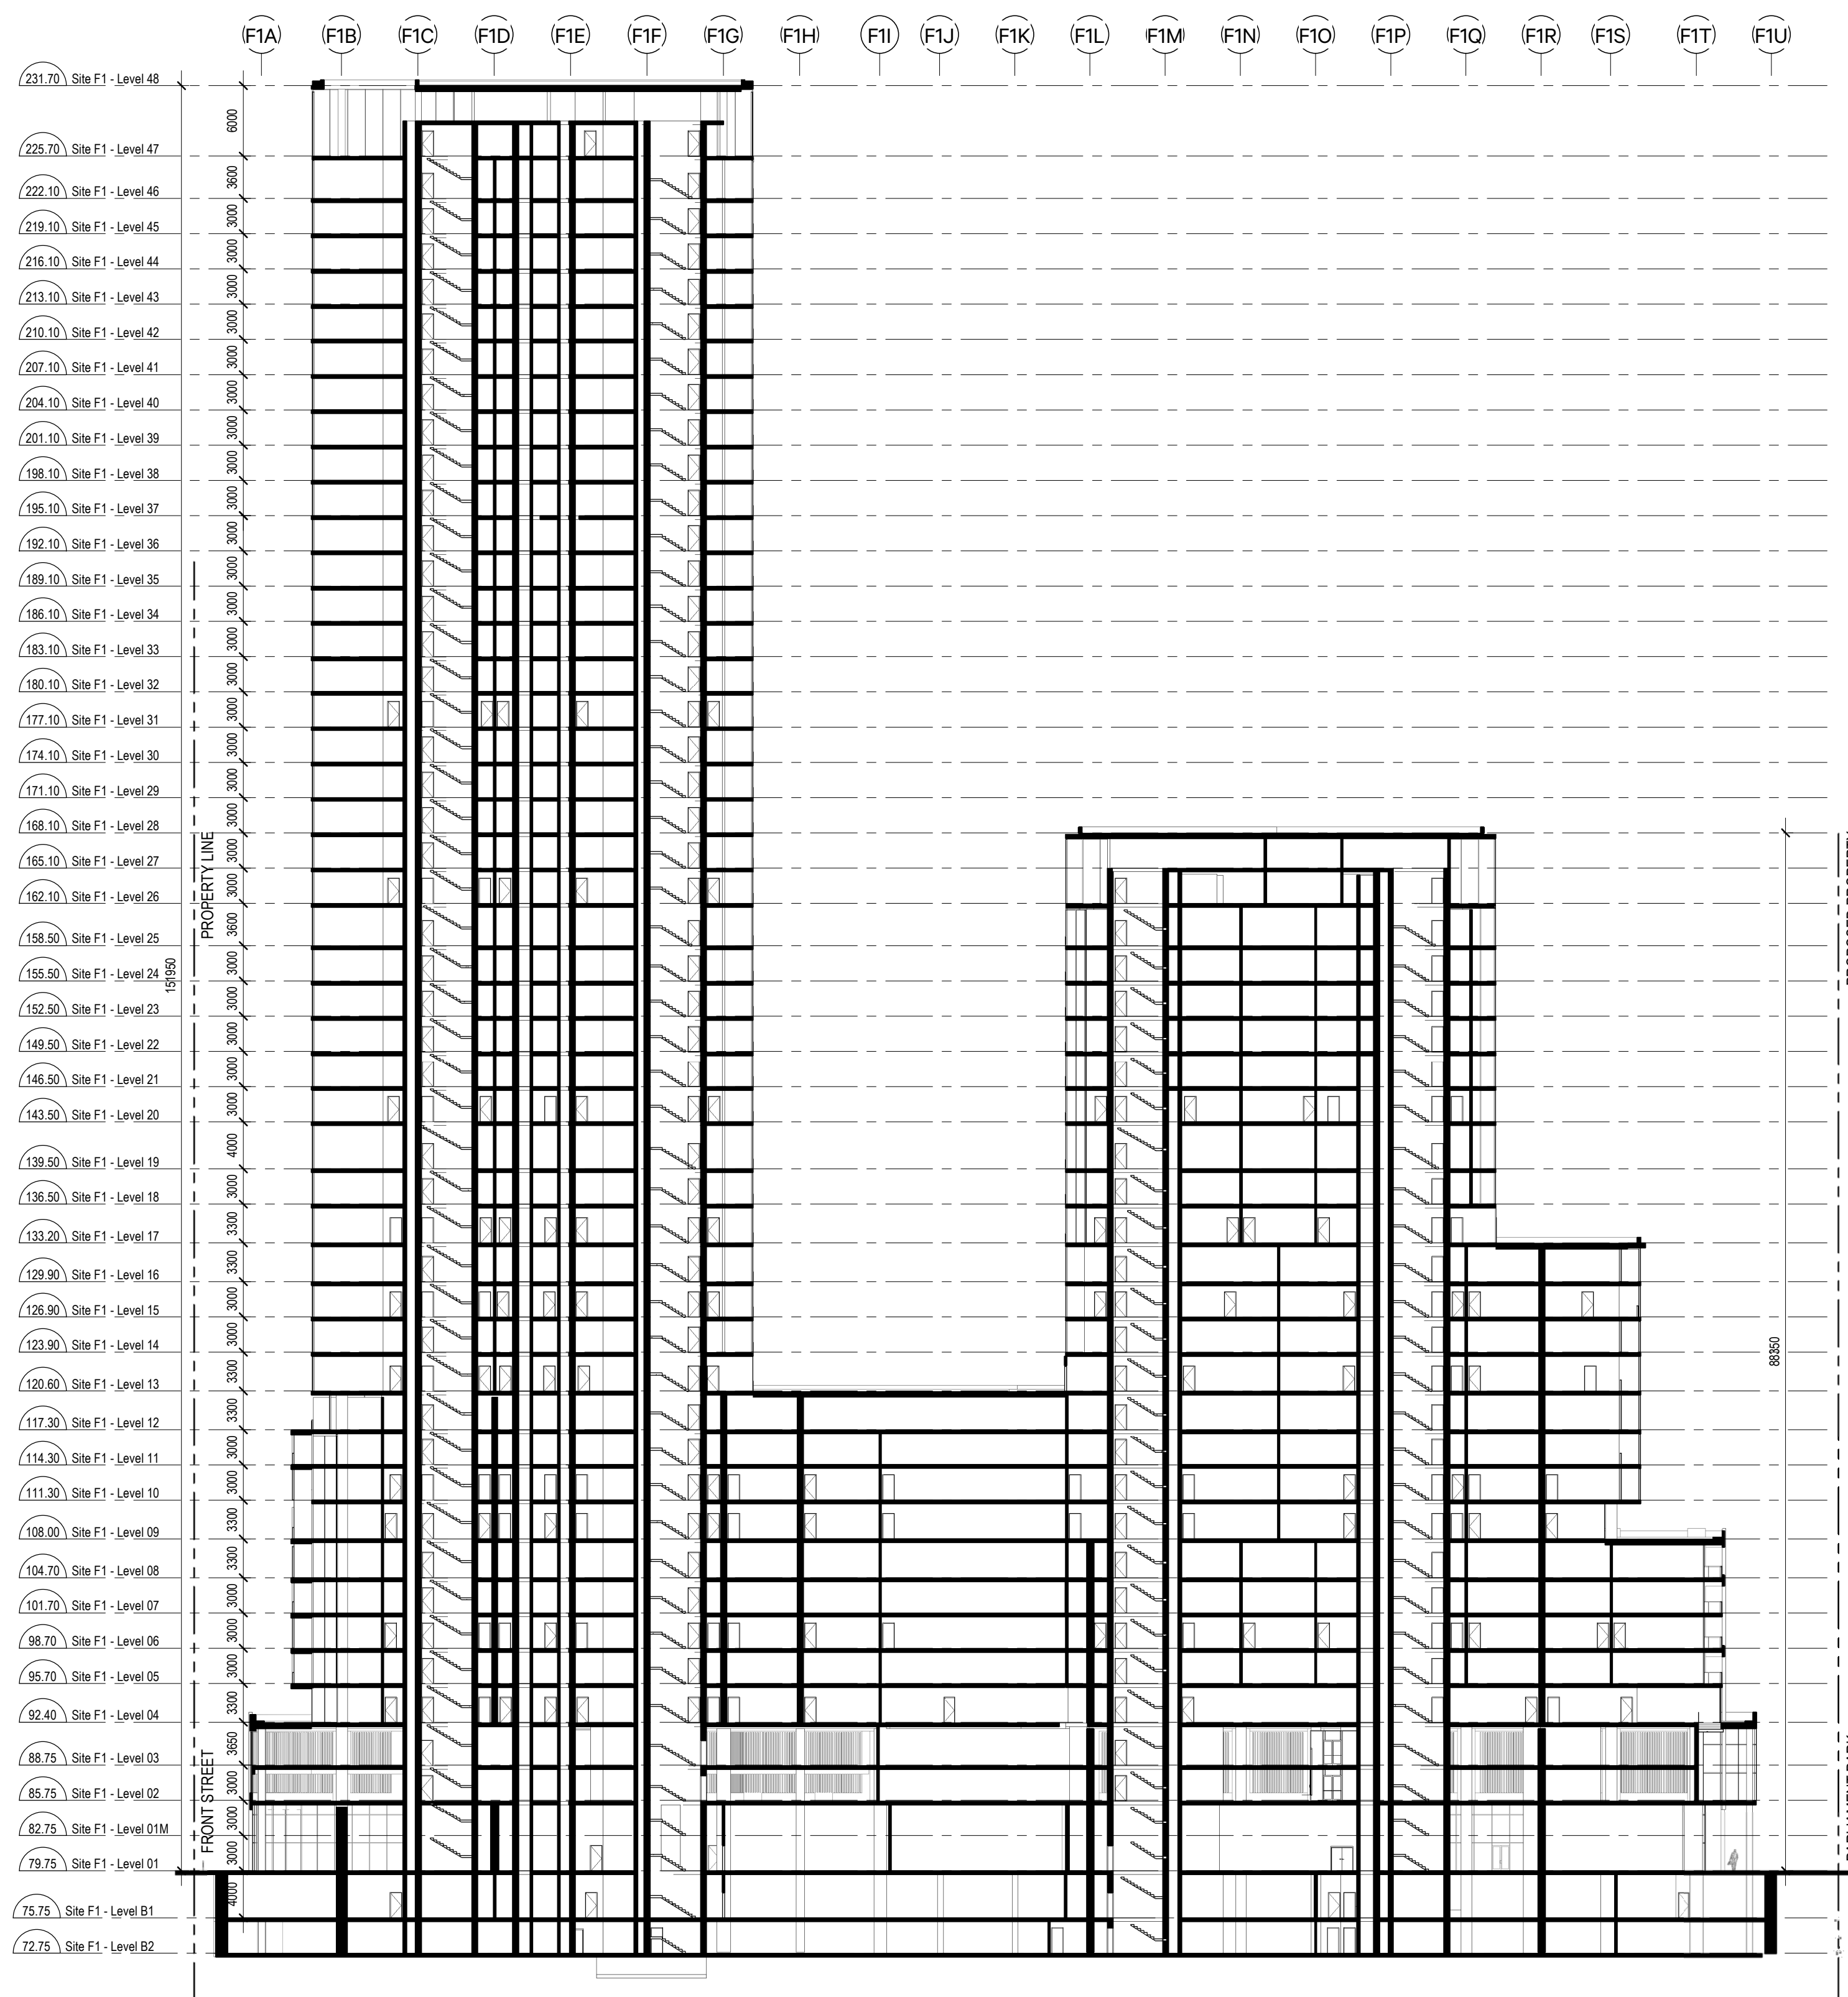 F1A F1B F1C F1D F1E F1F F1G F1H F1I F1J F1K F1L F1M F1N F1O F1P F1Q F1R F1S F1T F1U
231.70 Site F1 - Level 48
6000
225.70 Site F1 - Level 47
3600
222.10 Site F1 - Level 46
3000
219.10 Site F1 - Level 45
3000
216.10 Site F1 - Level 44
3000
213.10 Site F1 - Level 43
3000
210.10 Site F1 - Level 42
3000
207.10 Site F1 - Level 41
3000
204.10 Site F1 - Level 40
3000
201.10 Site F1 - Level 39
3000
198.10 Site F1 - Level 38
3000
195.10 Site F1 - Level 37
3000
192.10 Site F1 - Level 36
3000
189.10 Site F1 - Level 35
3000
186.10 Site F1 - Level 34
3000
183.10 Site F1 - Level 33
3000
180.10 Site F1 - Level 32
3000
177.10 Site F1 - Level 31
3000
174.10 Site F1 - Level 30
3000
171.10 Site F1 - Level 29
3000
168.10 Site F1 - Level 28
3000
165.10 Site F1 - Level 27
3000
162.10 Site F1 - Level 26
3600
158.50 Site F1 - Level 25
3000
155.50 Site F1 - Level 24
3000
152.50 Site F1 - Level 23
3000
149.50 Site F1 - Level 22
3000
146.50 Site F1 - Level 21
3000
143.50 Site F1 - Level 20
4000
139.50 Site F1 - Level 19
3000
136.50 Site F1 - Level 18
3300
133.20 Site F1 - Level 17
3300
129.90 Site F1 - Level 16
3000
126.90 Site F1 - Level 15
3000
123.90 Site F1 - Level 14
3300
120.60 Site F1 - Level 13
3300
117.30 Site F1 - Level 12
3000
114.30 Site F1 - Level 11
3000
111.30 Site F1 - Level 10
3300
108.00 Site F1 - Level 09
3300
104.70 Site F1 - Level 08
3000
101.70 Site F1 - Level 07
3000
98.70 Site F1 - Level 06
3000
95.70 Site F1 - Level 05
3300
92.40 Site F1 - Level 04
3650
88.75 Site F1 - Level 03
3000
85.75 Site F1 - Level 02
3000
82.75 Site F1 - Level 01M
3000
79.75 Site F1 - Level 01
4000
75.75 Site F1 - Level B1
72.75 Site F1 - Level B2
151950
PROPERTY LINE
FRONT STREET
88350